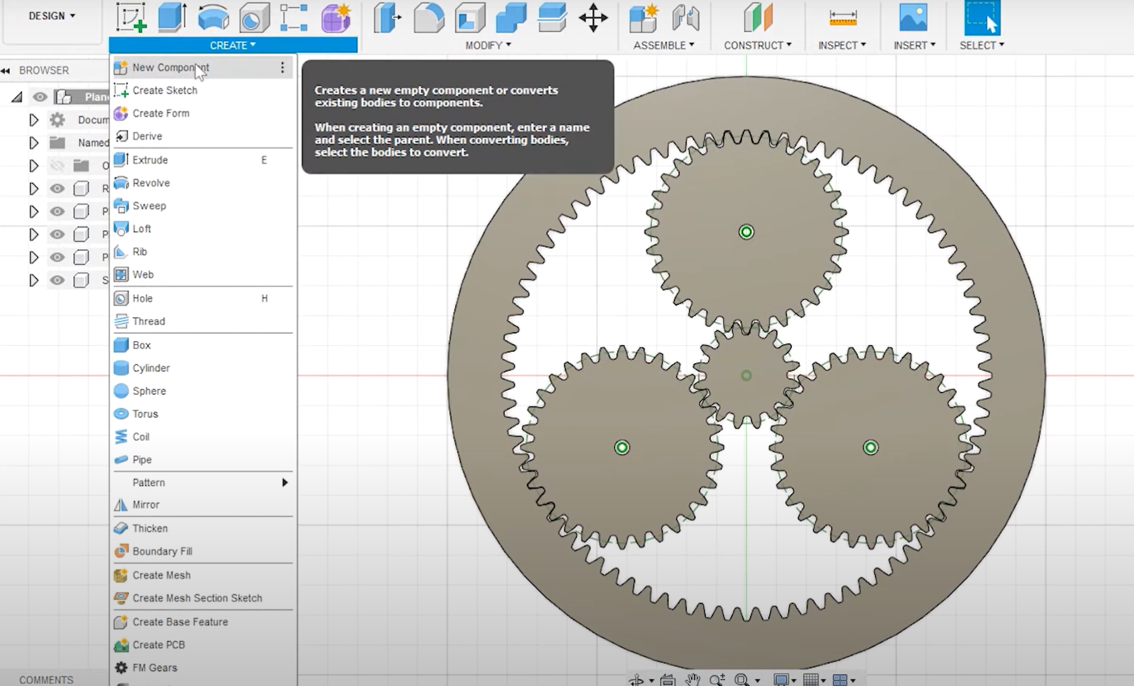 DESIGN
CREATE
MODIFY
ASSEMBLE
CONSTRUCT
INSPECT
INSERT
SELECT
BROWSER
New Component
Create Sketch
Create Form
Derive
Extrude E
Revolve
Sweep
Loft
Rib
Web
Hole H
Thread
Box
Cylinder
Sphere
Torus
Coil
Pipe
Pattern
Mirror
Thicken
Boundary Fill
Create Mesh
Create Mesh Section Sketch
Create Base Feature
Create PCB
FM Gears
Creates a new empty component or converts
existing bodies to components.
When creating an empty component, enter a name
and select the parent. When converting bodies,
select the bodies to convert.
Plane
Docum
Named
O
R
P
P
P
S
COMMENTS